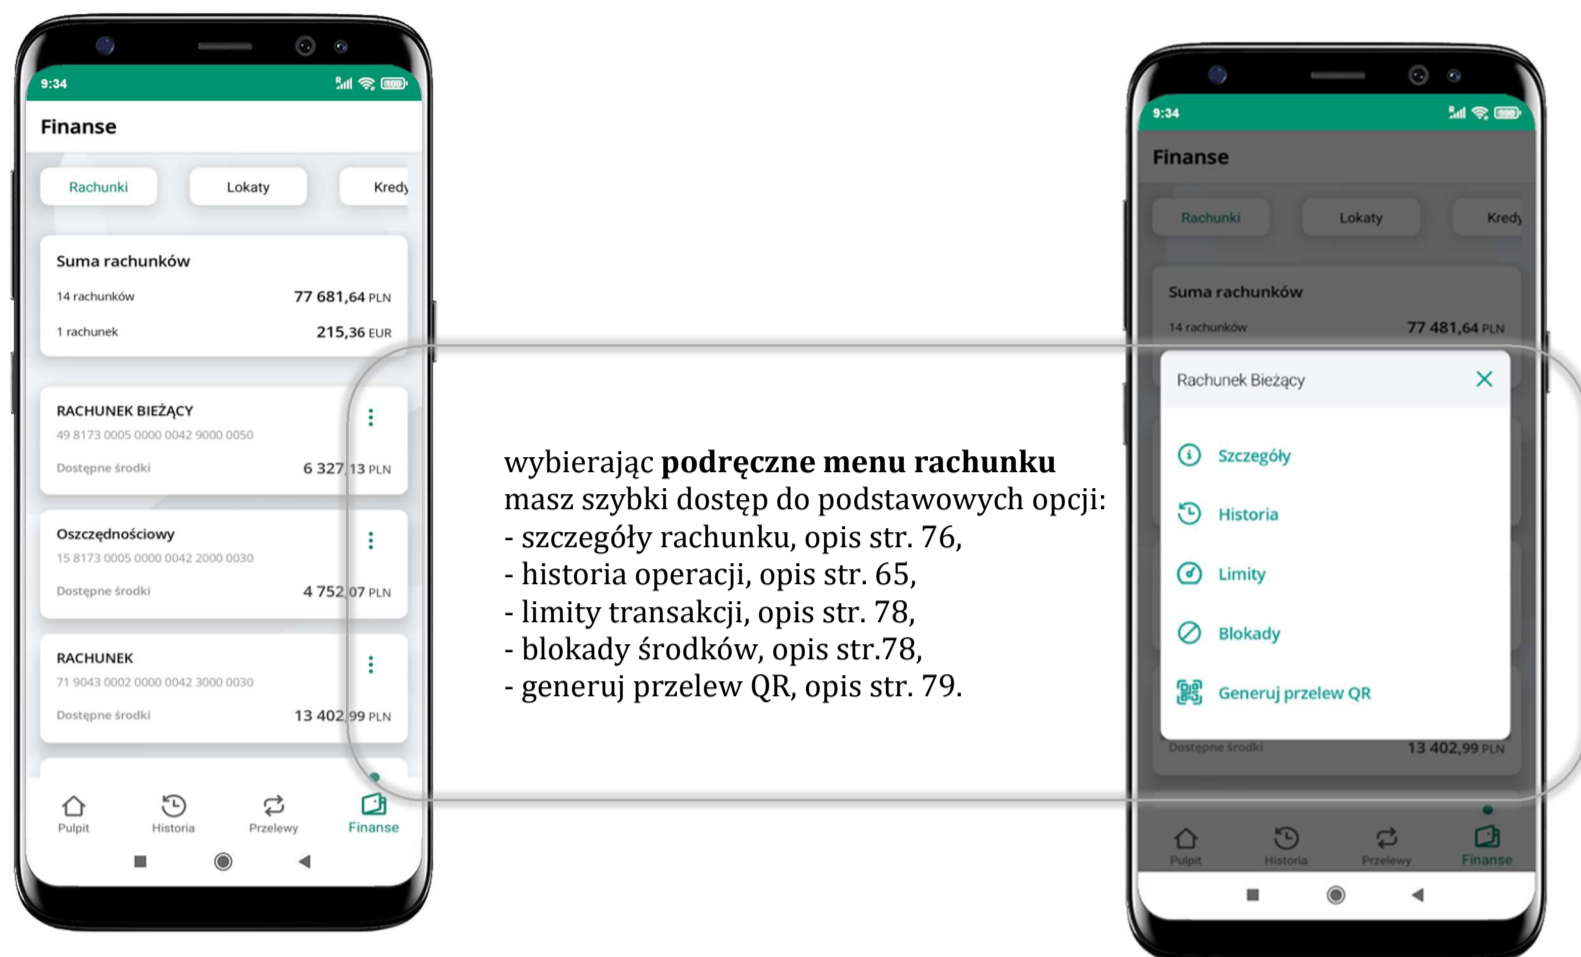 9:34
Finanse
Rachunki
Lokaty
Kredy
Suma rachunków
14 rachunków 77 681,64 PLN
1 rachunek 215,36 EUR
RACHUNEK BIEŻĄCY
49 8173 0005 0000 0042 9000 0050
Dostępne środki 6 327,13 PLN
Oszczędnościowy
15 8173 0005 0000 0042 2000 0030
Dostępne środki 4 752,07 PLN
RACHUNEK
71 9043 0002 0000 0042 3000 0030
Dostępne środki 13 402,99 PLN
Pulpit
Historia
Przelewy
Finanse
wybierając podręczne menu rachunku
masz szybki dostęp do podstawowych opcji:
- szczegóły rachunku, opis str. 76,
- historia operacji, opis str. 65,
- limity transakcji, opis str. 78,
- blokady środków, opis str.78,
- generuj przelew QR, opis str. 79.
9:34
Finanse
Rachunki
Lokaty
Kredy
Suma rachunków
14 rachunków 77 481,64 PLN
Rachunek Bieżący
Szczegóły
Historia
Limity
Blokady
Generuj przelew QR
Dostępne środki 13 402,99 PLN
Pulpit
Historia
Przelewy
Finanse